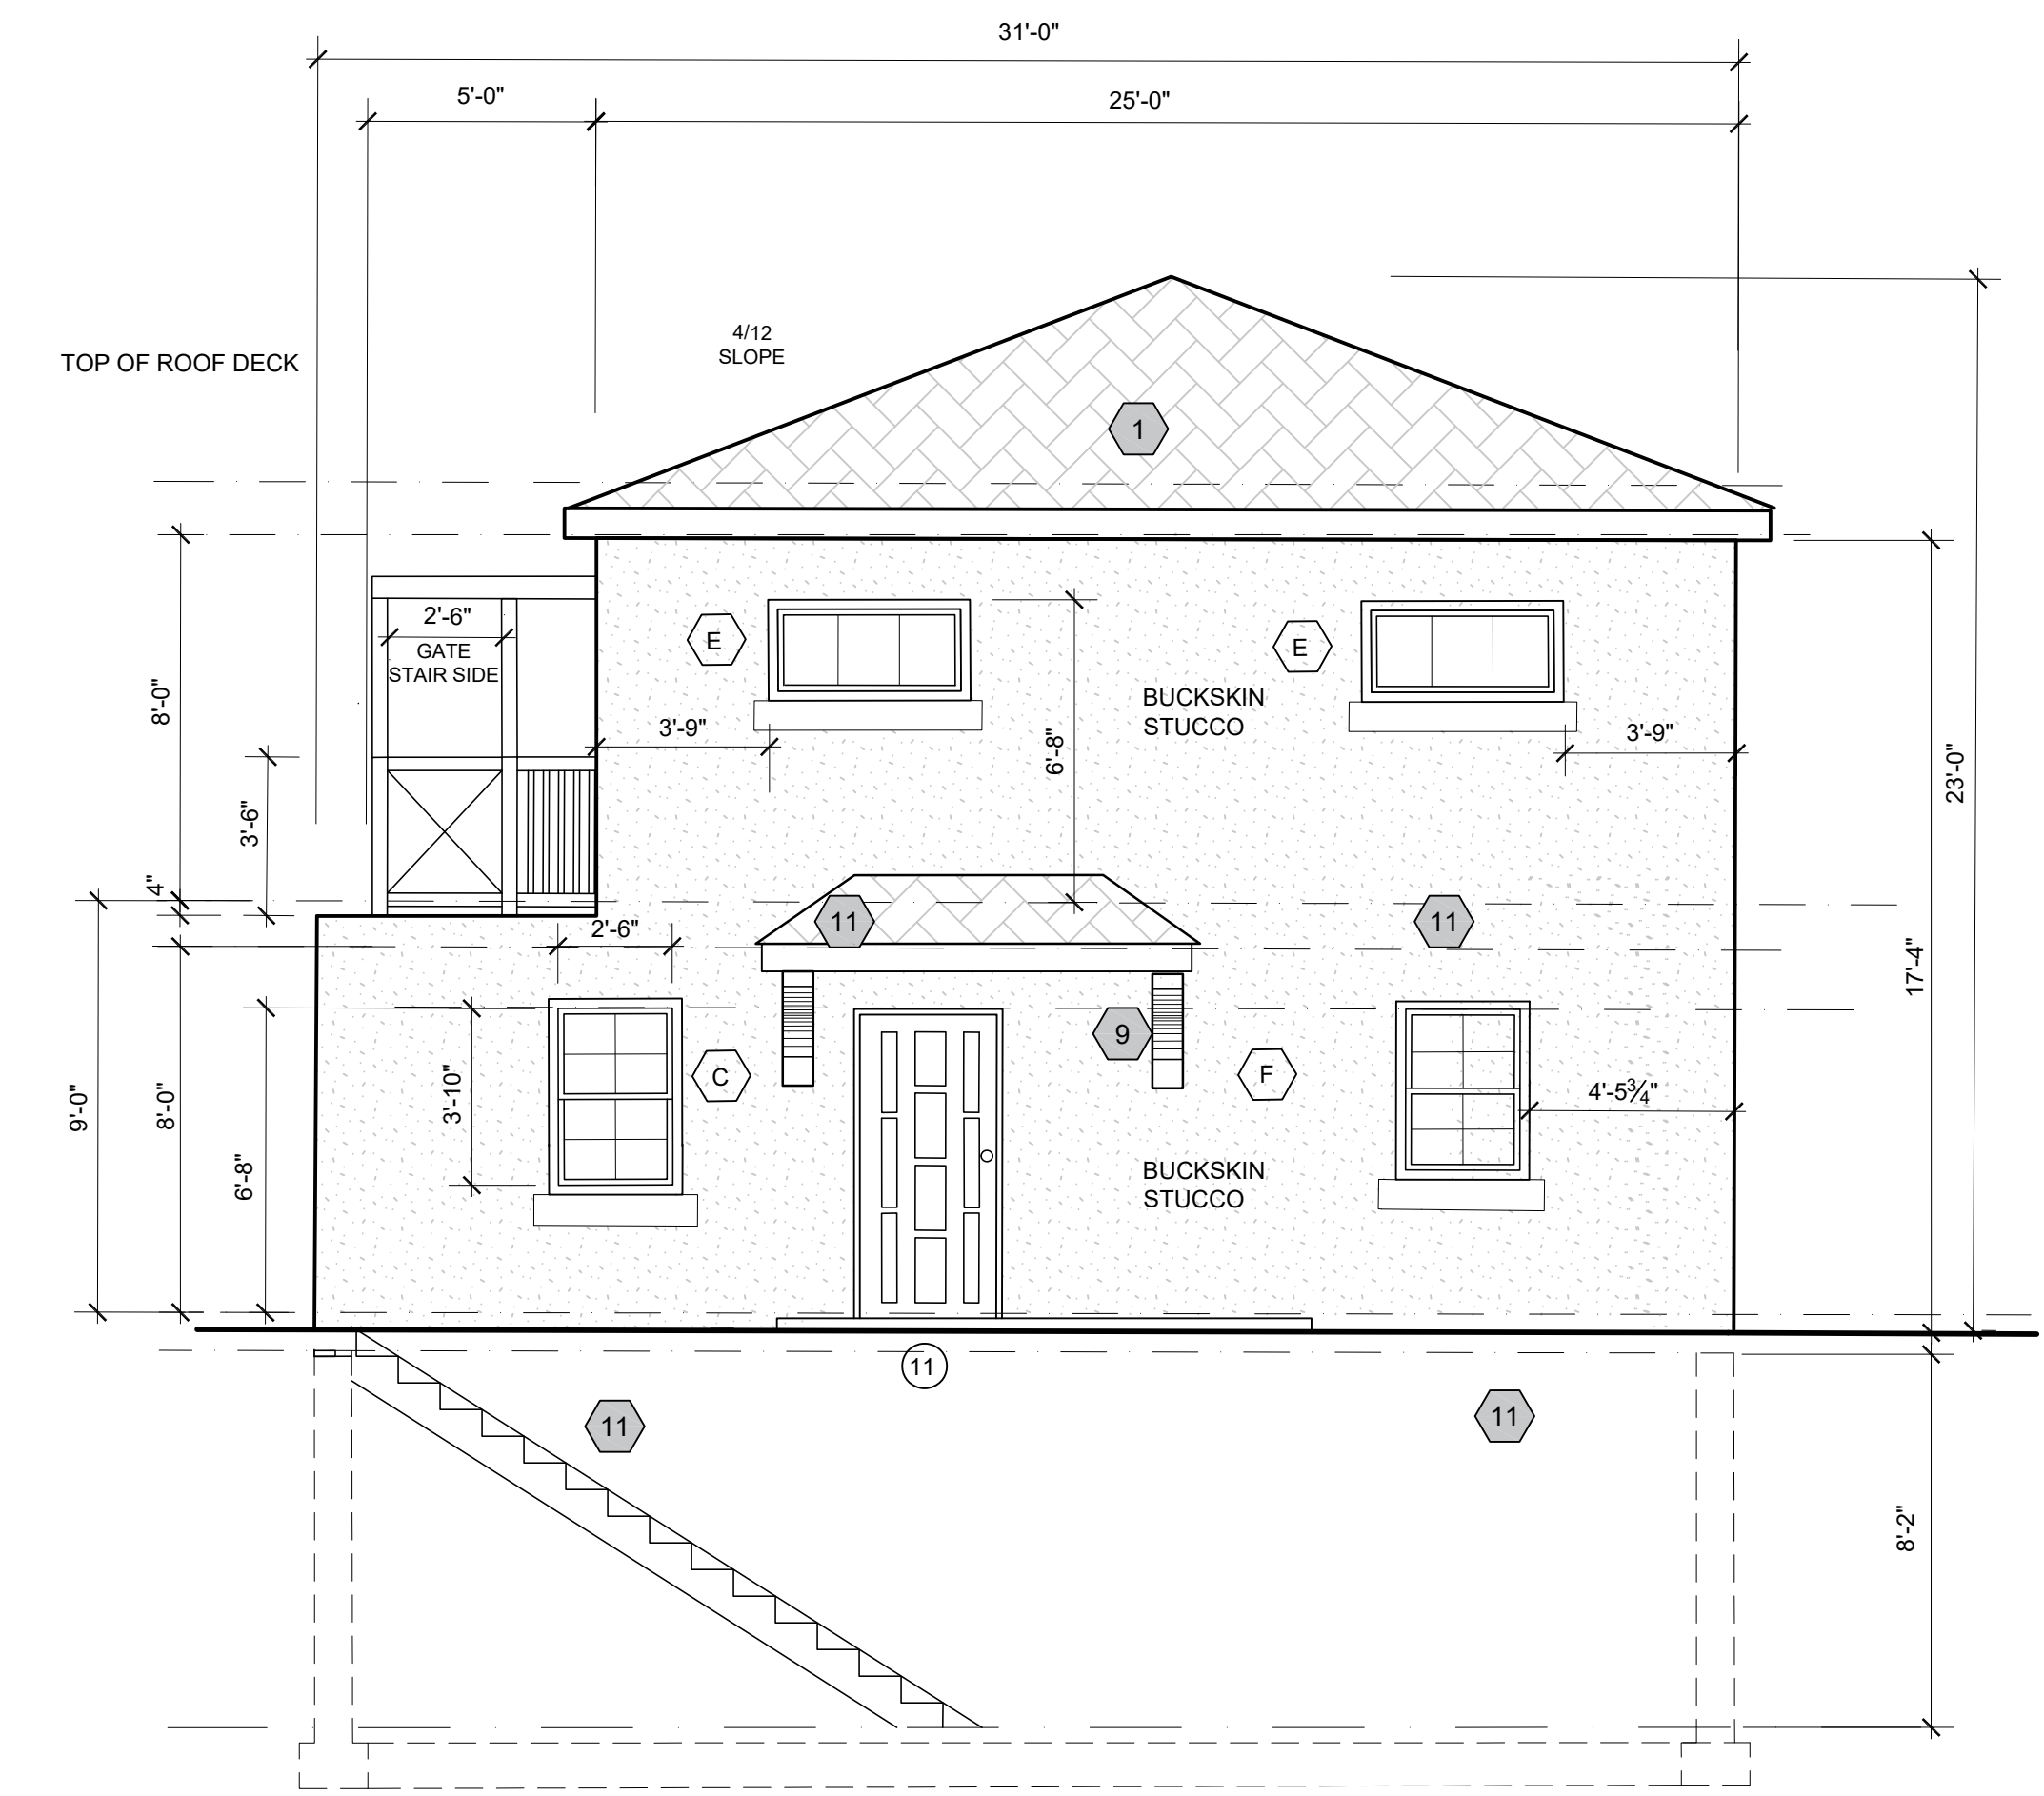 31'-0"
5'-0"
25'-0"
4/12
SLOPE
TOP OF ROOF DECK
1
2'-6"
GATE
STAIR SIDE
E
E
BUCKSKIN
STUCCO
8'-0"
3'-9"
6'-8"
3'-9"
23'-0"
3'-6"
4"
11
11
2'-6"
17'-4"
9
9'-0"
8'-0"
6'-8"
3'-10"
C
F
4'-5¾"
BUCKSKIN
STUCCO
11
11
11
8'-2"